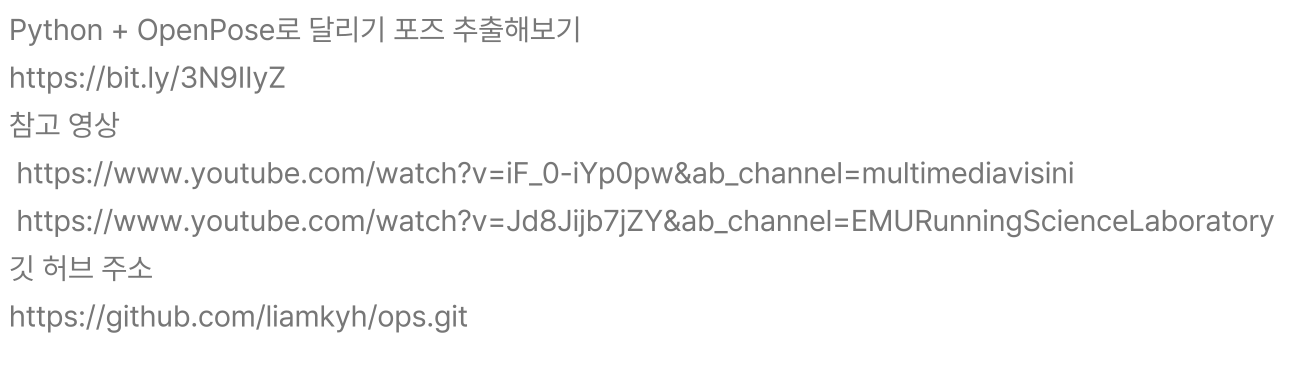 Python + OpenPose로 달리기 포즈 추출해보기
https://bit.ly/3N9IlyZ
참고 영상
https://www.youtube.com/watch?v=iF_0-iYp0pw&ab_channel=multimediavisini
https://www.youtube.com/watch?v=Jd8Jijb7jZY&ab_channel=EMURunningScienceLaboratory
깃 허브 주소
https://github.com/liamkyh/ops.git